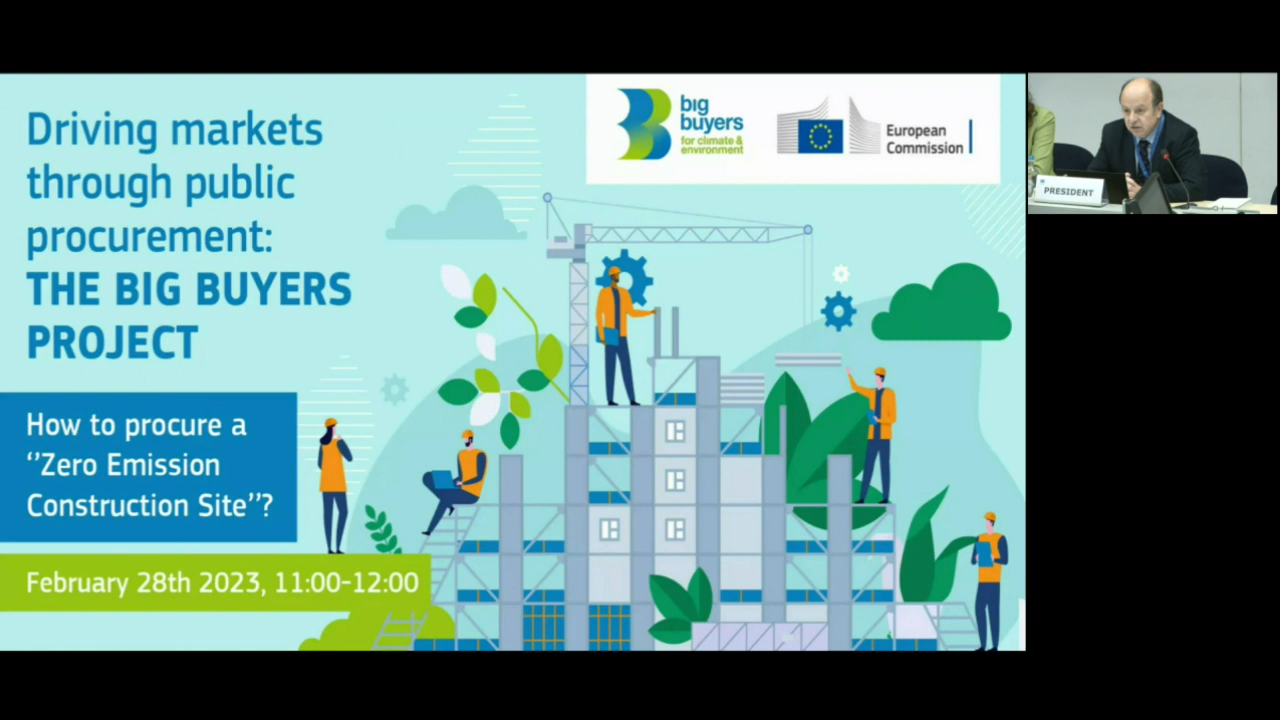 Driving markets
through public
procurement:
THE BIG BUYERS
PROJECT
How to procure a
‘’Zero Emission
Construction Site’’?
February 28th 2023, 11:00-12:00
big
buyers
for climate &
environment
European
Commission
PRESIDENT